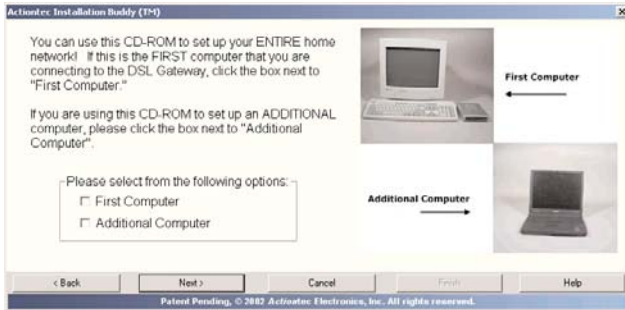 Actiontec Installation Buddy (TM)
You can use this CD-ROM to set up your ENTIRE home
network! If this is the FIRST computer that you are
connecting to the DSL Gateway, click the box next to
"First Computer."
If you are using this CD-ROM to set up an ADDITIONAL
computer, please click the box next to "Additional
Computer".
Please select from the following options:
First Computer
Additional Computer
First Computer
Additional Computer
< Back
Next >
Cancel
Finish
Help
Patent Pending, © 2002 Actiontec Electronics, Inc. All rights reserved.